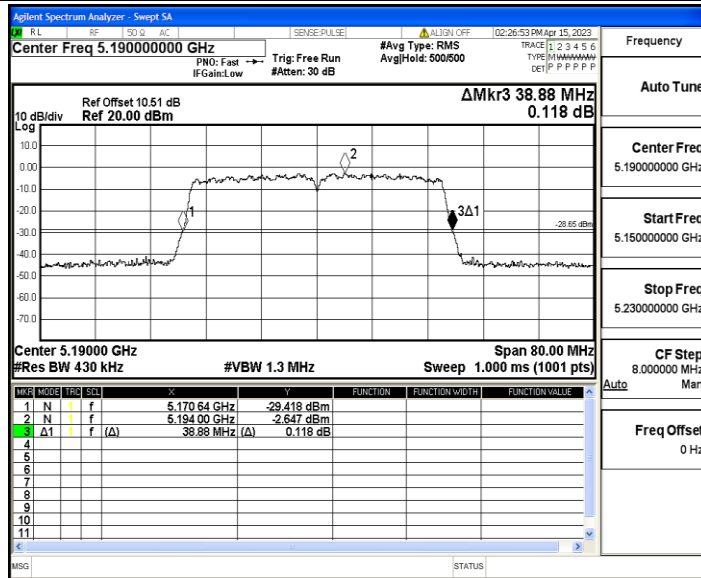 Agilent Spectrum Analyzer - Swept SA
RL RF 50 Ω AC SENSE:PULSE ALIGN OFF 02:26:53 PM Apr 15, 2023
Center Freq 5.190000000 GHz
PNO: Fast
IFGain:Low
Trig: Free Run
#Atten: 30 dB
#Avg Type: RMS
Avg|Hold: 500/500
TRACE 1 2 3 4 5 6
TYPE MWWWWW
DET P P P P P P
ΔMkr3 38.88 MHz
0.118 dB
Ref Offset 10.51 dB
10 dB/div Ref 20.00 dBm
Log
10.0
0.00
-10.0
-20.0
-30.0
-40.0
-50.0
-60.0
-70.0
1
2
3Δ1
-28.65 dBm
Center 5.19000 GHz Span 80.00 MHz
#Res BW 430 kHz #VBW 1.3 MHz Sweep 1.000 ms (1001 pts)
MKR MODE TRC SCL X Y FUNCTION FUNCTION WIDTH FUNCTION VALUE
1 N 1 f 5.170 64 GHz -29.418 dBm
2 N 1 f 5.194 00 GHz -2.647 dBm
3 Δ1 1 f (Δ) 38.88 MHz (Δ) 0.118 dB
4
5
6
7
8
9
10
11
MSG STATUS
Frequency
Auto Tune
Center Freq
5.190000000 GHz
Start Freq
5.150000000 GHz
Stop Freq
5.230000000 GHz
CF Step
8.000000 MHz
Auto Man
Freq Offset
0 Hz